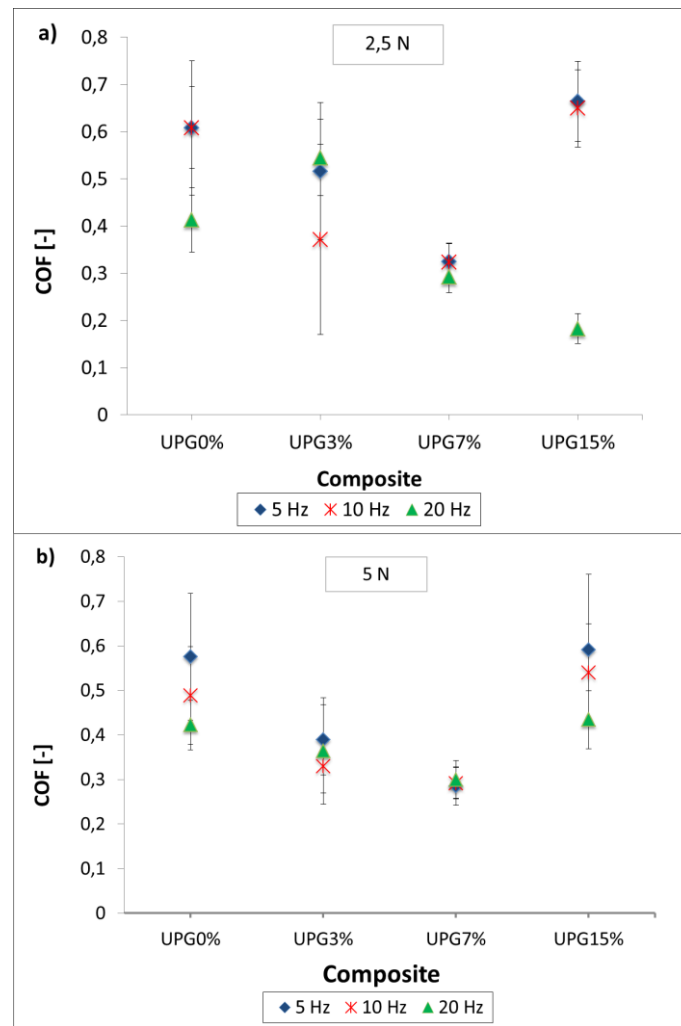 a)
2,5 N
0,8
0,7
0,6
0,5
0,4
0,3
0,2
0,1
0
COF [-]
UPG0% UPG3% UPG7% UPG15%
Composite
5 Hz 10 Hz 20 Hz
b)
5 N
0,8
0,7
0,6
0,5
0,4
0,3
0,2
0,1
0
COF [-]
UPG0% UPG3% UPG7% UPG15%
Composite
5 Hz 10 Hz 20 Hz